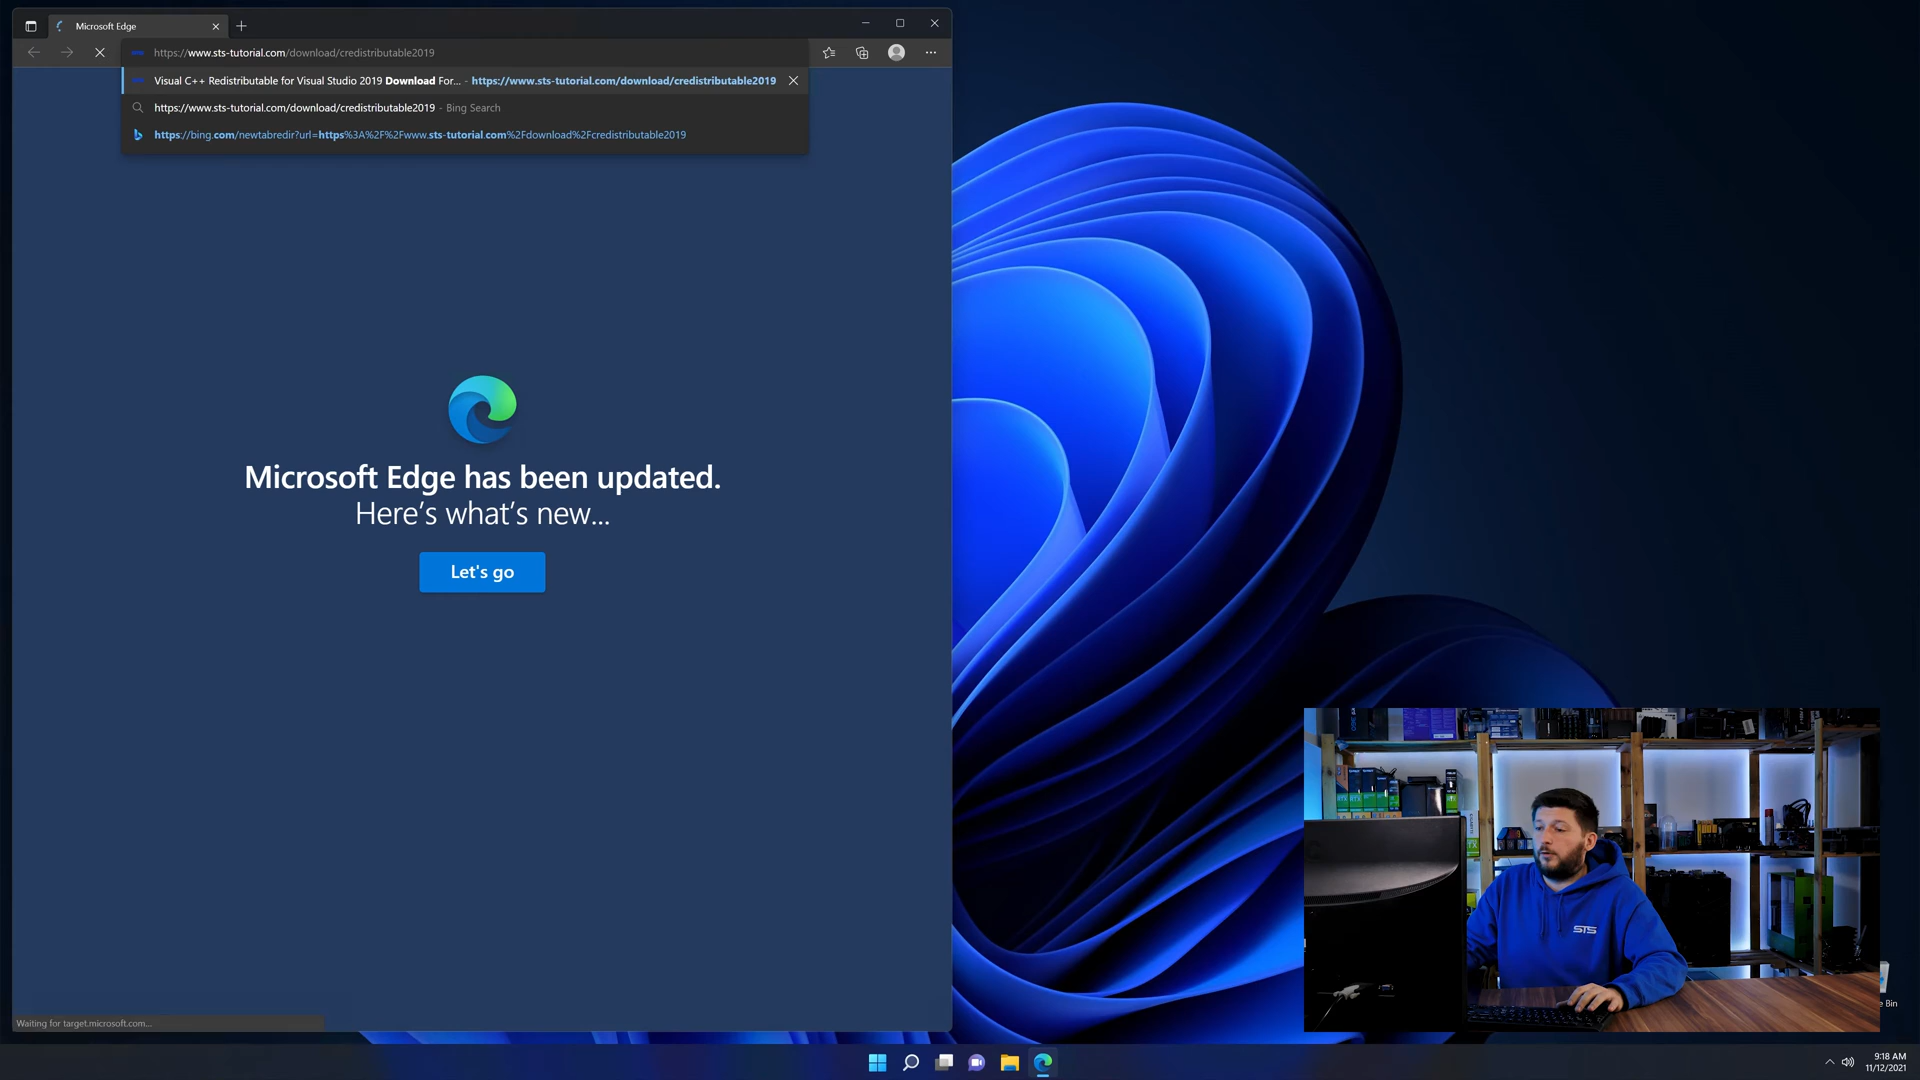 Microsoft Edge
https://www.sts-tutorial.com/download/credistributable2019
Visual C++ Redistributable for Visual Studio 2019 Download For... - https://www.sts-tutorial.com/download/credistributable2019
https://www.sts-tutorial.com/download/credistributable2019 - Bing Search
https://bing.com/newtabredir?url=https%3A%2F%2Fwww.sts-tutorial.com%2Fdownload%2Fcredistributable2019
Microsoft Edge has been updated.
Here's what's new...
Let's go
STS
Bin
Waiting for target.microsoft.com...
9:18 AM
11/12/2021